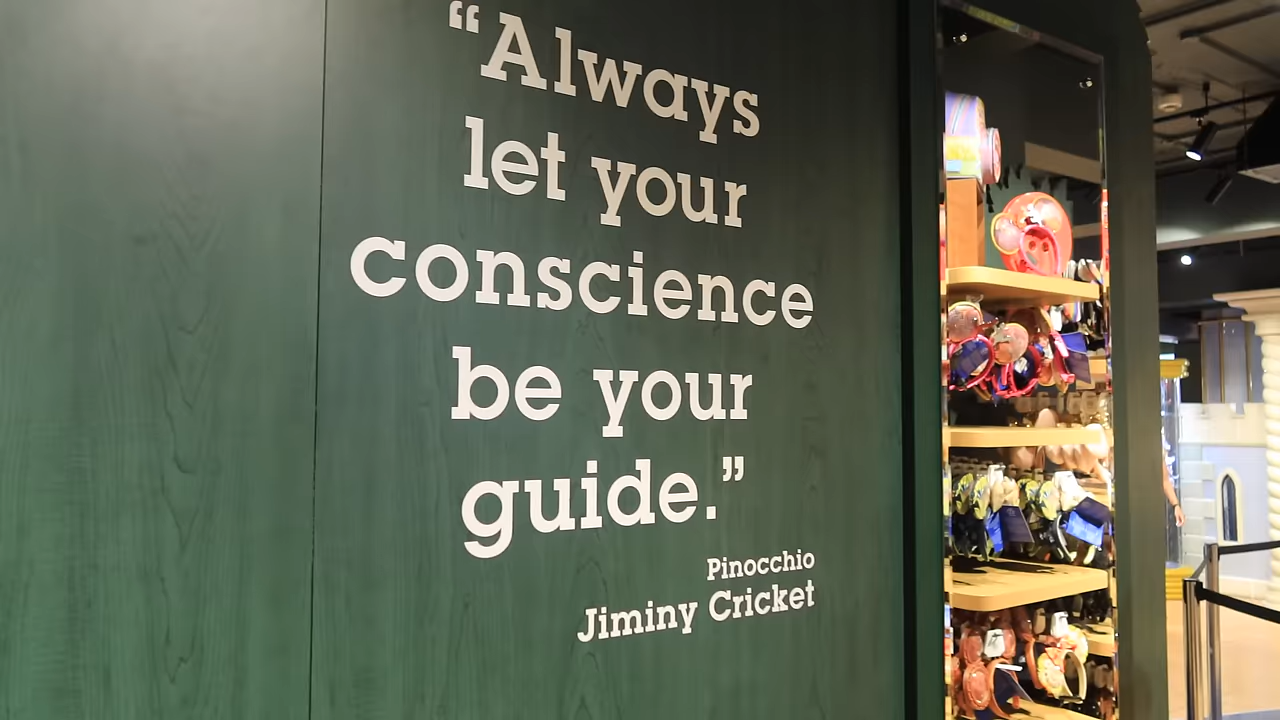 “Always
let your
conscience
be your
guide.”
Pinocchio
Jiminy Cricket